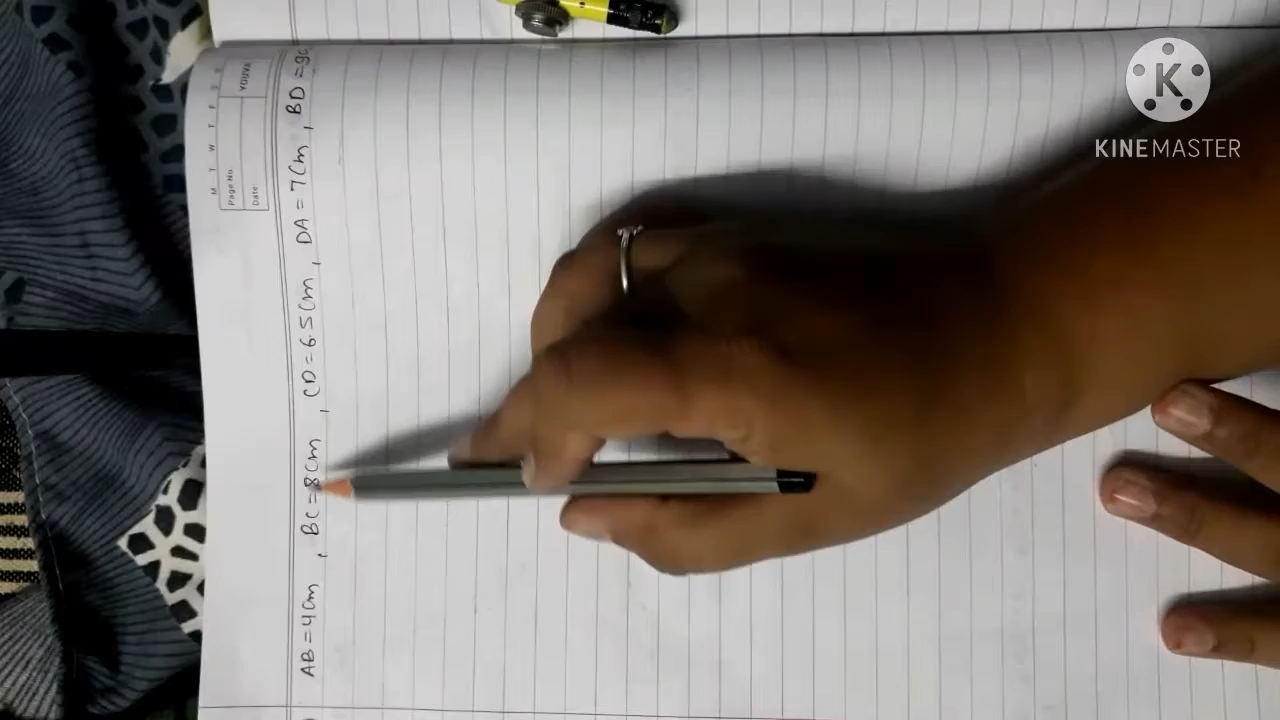 M T W T F S S
Page No.
Date:
YOUVA
AB = 4cm , BC = 8cm , CD = 6.5cm , DA = 7cm , BD = 9c
K
KINEMASTER